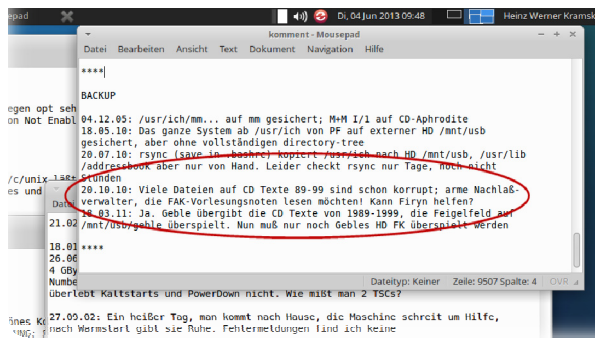 epad
Di, 04 Jun 2013 09:48
Heinz Werner Kramsk
komment - Mousepad
Datei Bearbeiten Ansicht Text Dokument Navigation Hilfe
****
BACKUP
04.12.05: /usr/ich/mm... auf mm gesichert; M+M I/1 auf CD-Aphrodite
18.05.10: Das ganze System ab /usr/ich von PF auf externer HD /mnt/usb
gesichert, aber ohne vollständigen directory-tree
20.07.10: rsync (save in .bashrc) kopiert /usr/ich nach HD /mnt/usb, /usr/lib
/addressbook aber nur von Hand. Leider checkt rsync nur Tage, noch nicht
Stunden
20.10.10: Viele Dateien auf CD Texte 89-99 sind schon korrupt; arme Nachlaß-
verwalter, die FAK-Vorlesungsnoten lesen möchten! Kann Firyn helfen?
18.03.11: Ja. Geble übergibt die CD Texte von 1989-1999, die Feigelfeld auf
/mnt/usb/geble überspielt. Nun muß nur noch Gebles HD FK überspielt werden
****
Dateityp: Keiner Zeile: 9507 Spalte: 4 OVR
egen opt seh
on Not Enabl
/c/unix läßt
es und
Datei
21.02
18.01
26.06
4 GBy
Numbe
überlebt Kaltstarts und PowerDown nicht. Wie mißt man 2 TSCs?
27.09.02: Ein heißer Tag, man kommt nach Hause, die Maschine schreit um Hilfe,
nach Warmstart gibt sie Ruhe. Fehlermeldungen find ich keine